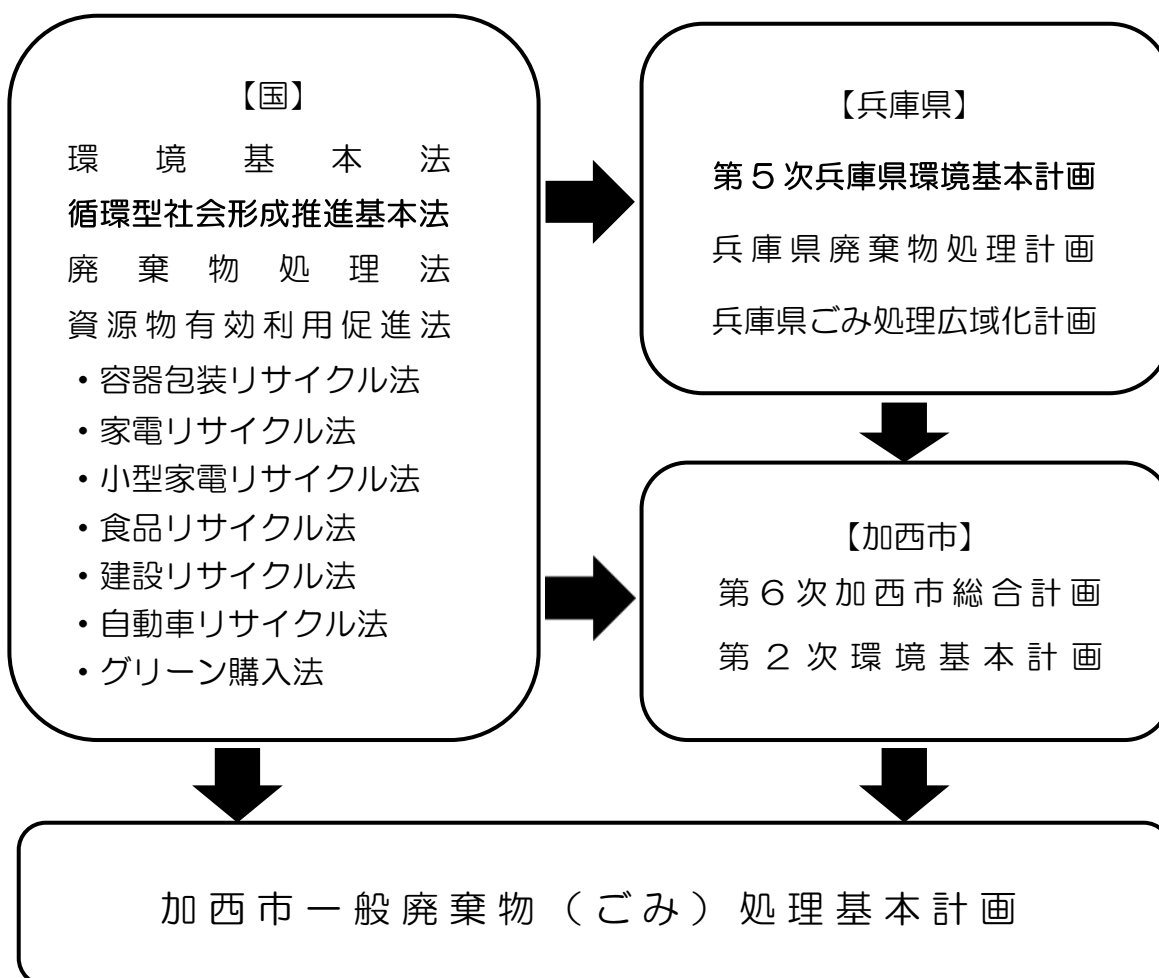 【国】
環境基本法
循環型社会形成推進基本法
廃棄物処理法
資源物有効利用促進法
・容器包装リサイクル法
・家電リサイクル法
・小型家電リサイクル法
・食品リサイクル法
・建設リサイクル法
・自動車リサイクル法
・グリーン購入法
【兵庫県】
第5次兵庫県環境基本計画
兵庫県廃棄物処理計画
兵庫県ごみ処理広域化計画
【加西市】
第6次加西市総合計画
第2次環境基本計画
加西市一般廃棄物（ごみ）処理基本計画